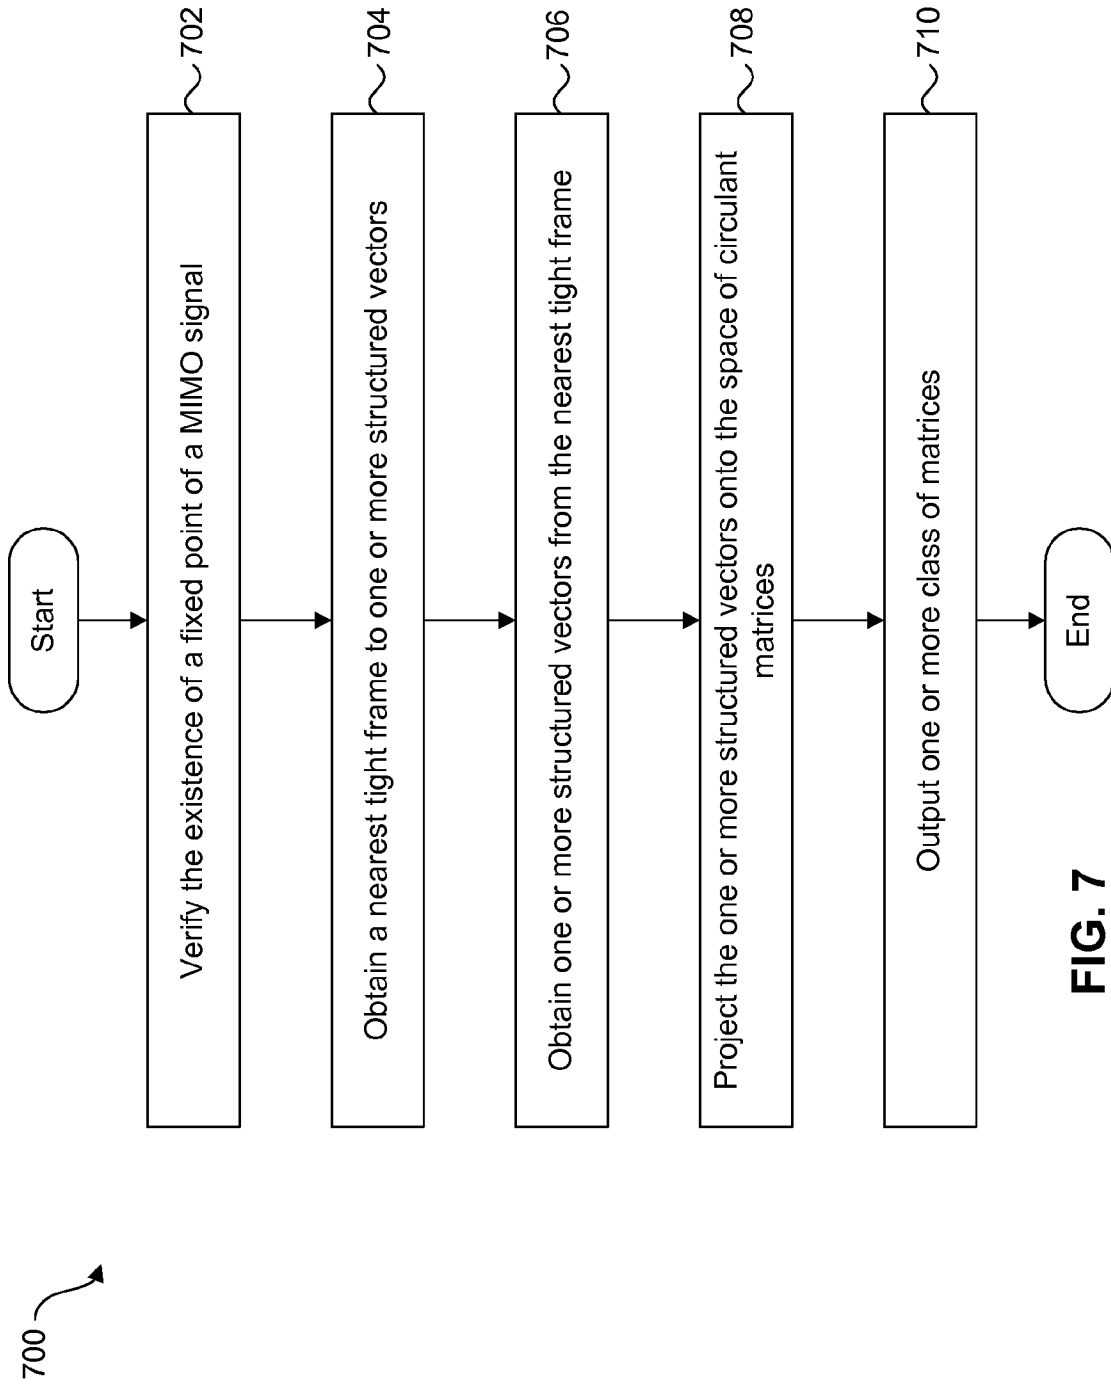 700
Start
Verify the existence of a fixed point of a MIMO signal
702
Obtain a nearest tight frame to one or more structured vectors
704
Obtain one or more structured vectors from the nearest tight frame
706
Project the one or more structured vectors onto the space of circulant
matrices
708
Output one or more class of matrices
710
End
FIG. 7